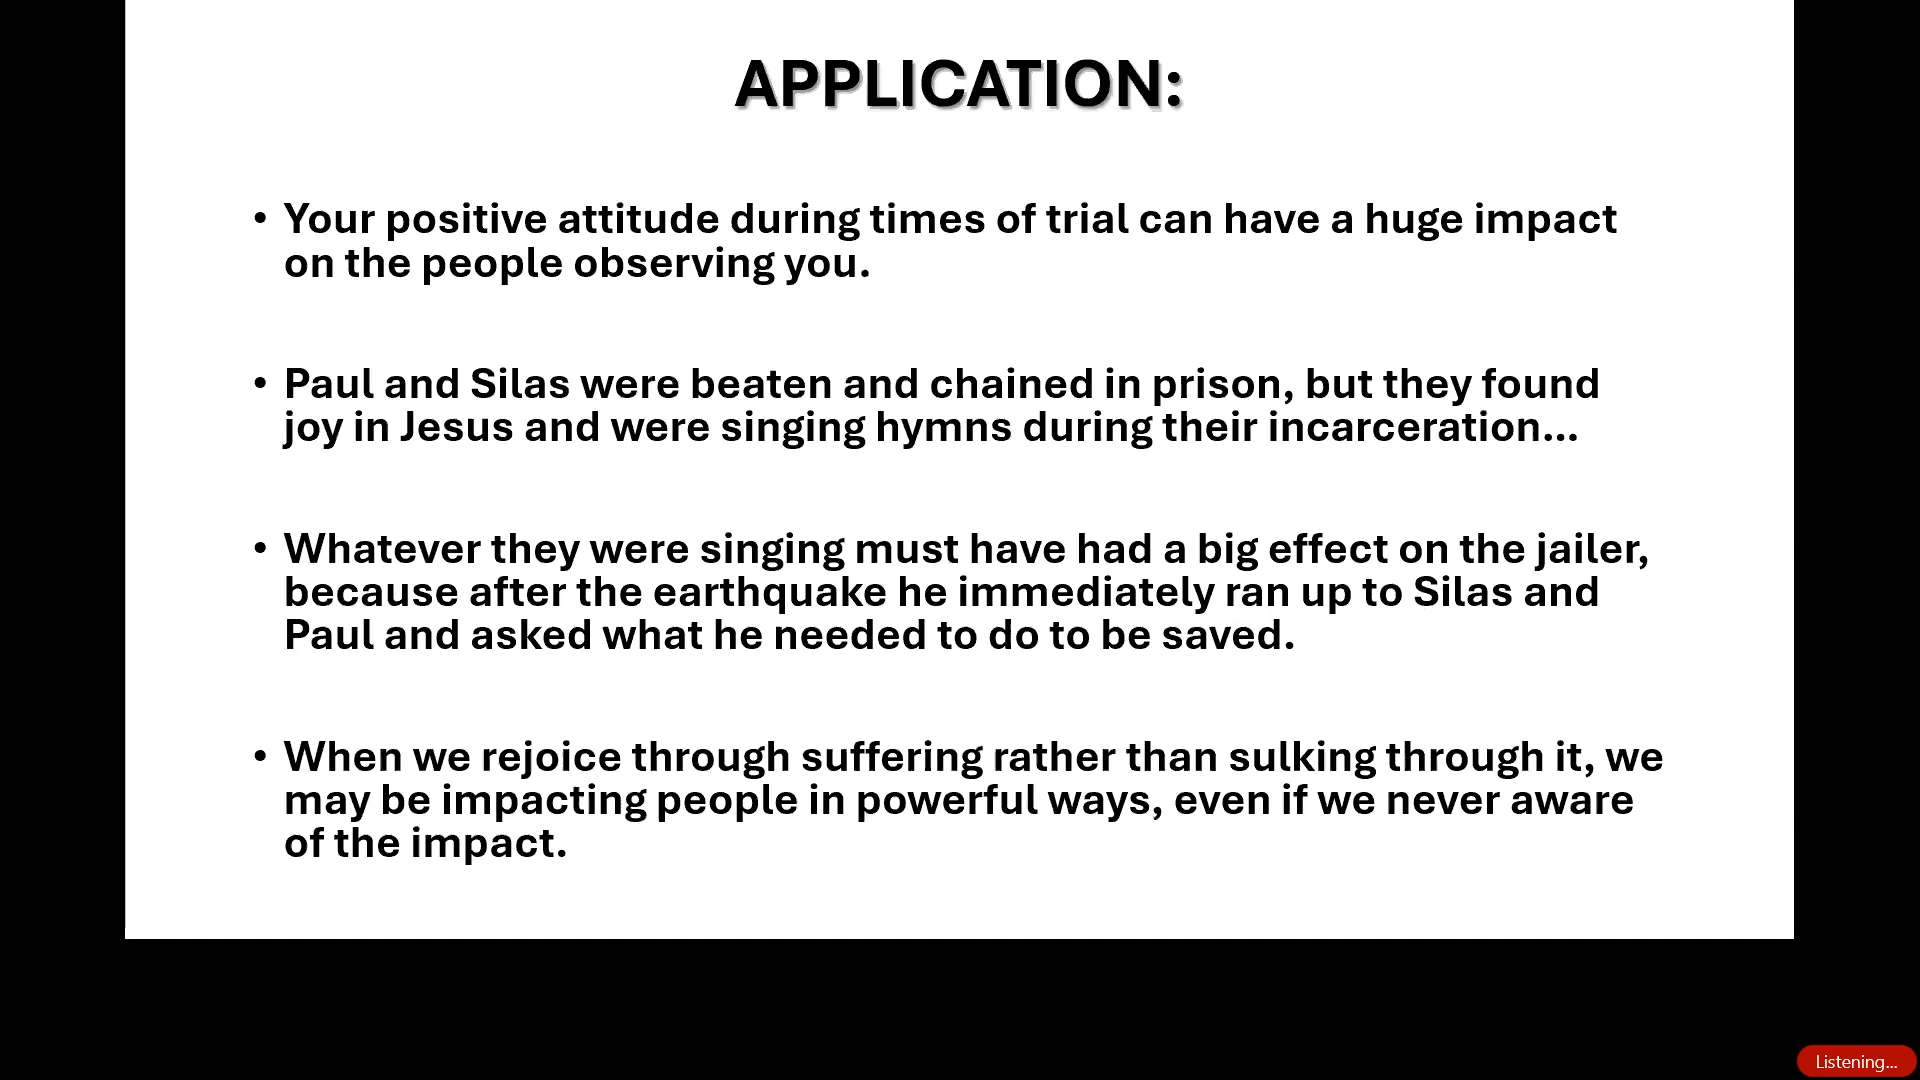 APPLICATION:
• Your positive attitude during times of trial can have a huge impact
on the people observing you.
• Paul and Silas were beaten and chained in prison, but they found
joy in Jesus and were singing hymns during their incarceration...
• Whatever they were singing must have had a big effect on the jailer,
because after the earthquake he immediately ran up to Silas and
Paul and asked what he needed to do to be saved.
• When we rejoice through suffering rather than sulking through it, we
may be impacting people in powerful ways, even if we never aware
of the impact.
Listening...